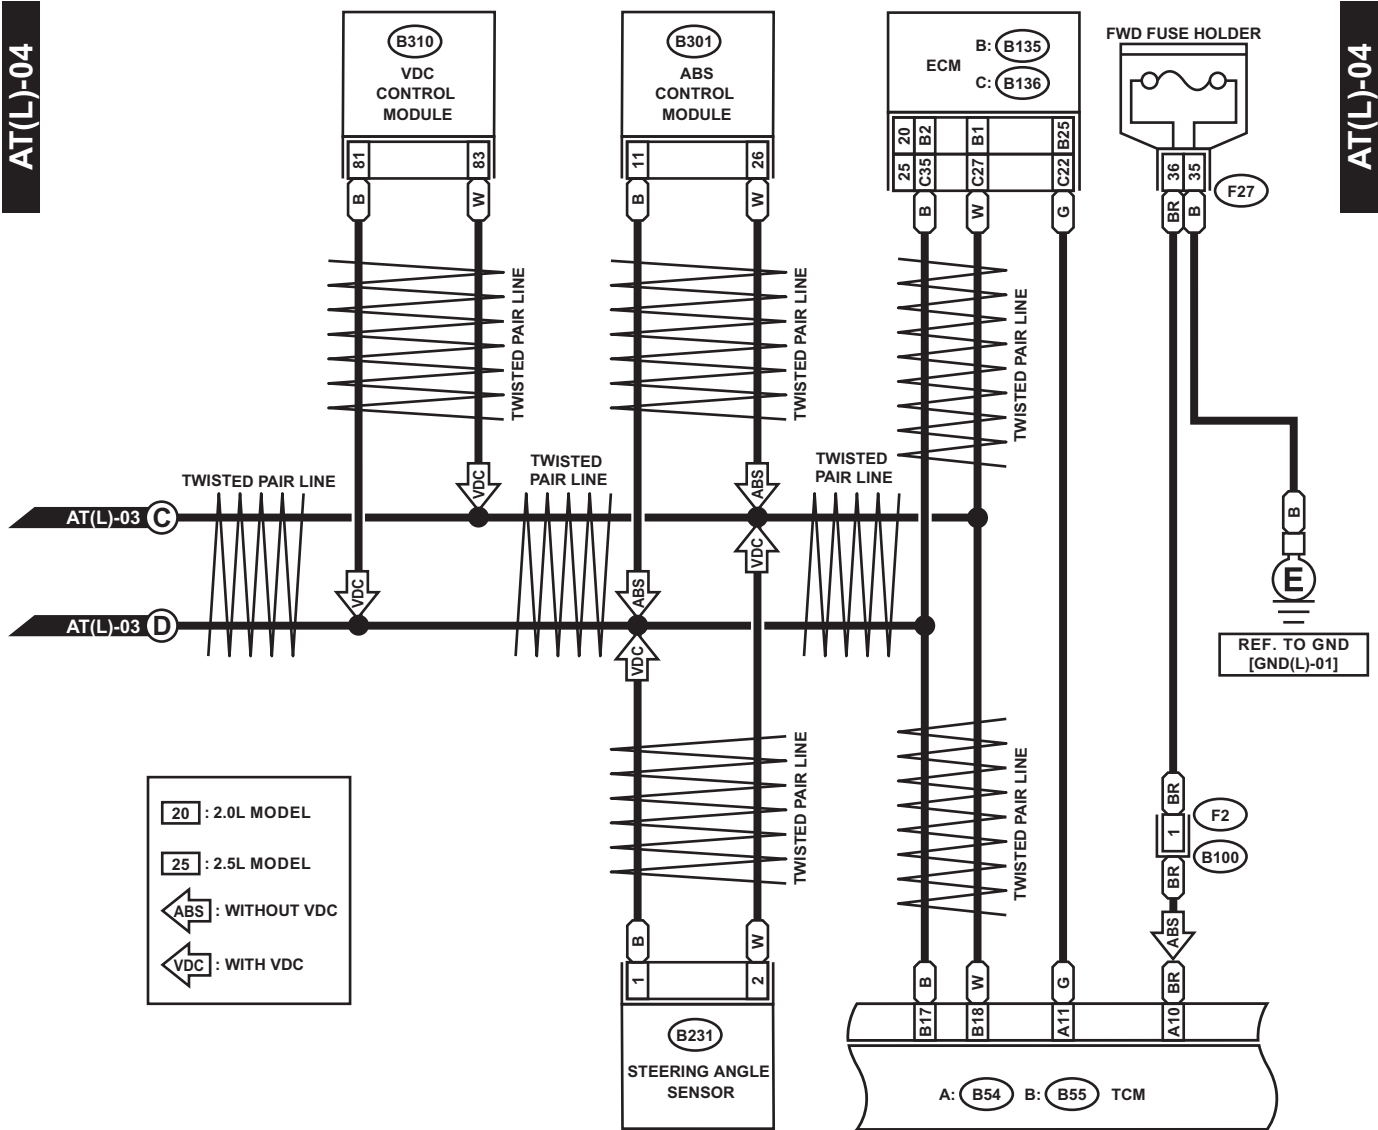 AT(L)-04
AT(L)-04
B310
VDC
CONTROL
MODULE
81
83
B
W
B301
ABS
CONTROL
MODULE
11
26
B
W
ECM
B: B135
C: B136
20 B2 B1 B25
25 C35 C27 C22
B
W
G
FWD FUSE HOLDER
36
35
F27
BR
B
TWISTED PAIR LINE
TWISTED PAIR LINE
TWISTED PAIR LINE
TWISTED PAIR LINE
TWISTED
PAIR LINE
TWISTED
PAIR LINE
VDC
ABS
AT(L)-03 C
VDC
B
E
REF. TO GND
[GND(L)-01]
VDC
ABS
AT(L)-03 D
VDC
TWISTED PAIR LINE
TWISTED PAIR LINE
20 : 2.0L MODEL
25 : 2.5L MODEL
ABS : WITHOUT VDC
VDC : WITH VDC
BR
1
F2
B100
BR
ABS
BR
B
W
1
2
B231
STEERING ANGLE
SENSOR
B
W
G
B17
B18
A11
A10
A: B54 B: B55 TCM